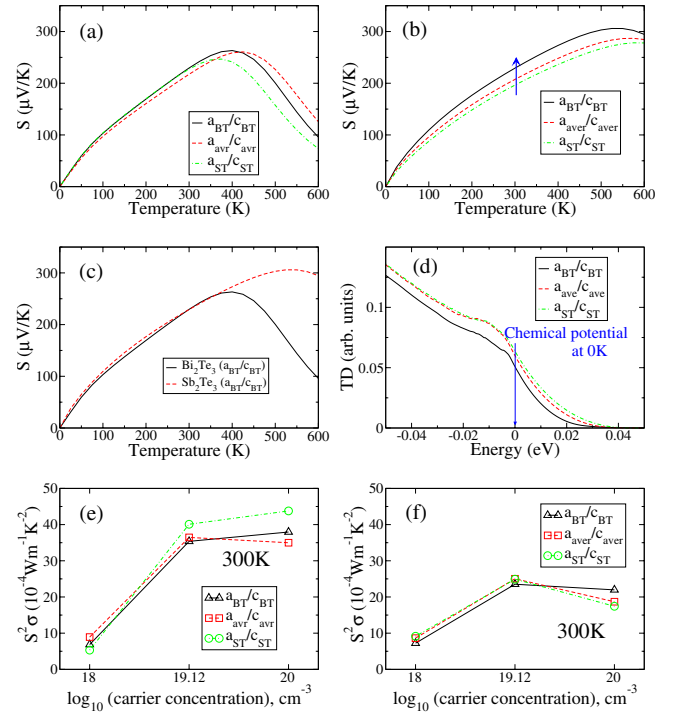 (a)
S (μV/K)
300
200
100
0
a_BT/c_BT
a_avr/c_avr
a_ST/c_ST
0 100 200 300 400 500 600
Temperature (K)
(b)
S (μV/K)
300
200
100
0
a_BT/c_BT
a_aver/c_aver
a_ST/c_ST
0 100 200 300 400 500 600
Temperature (K)
(c)
S (μV/K)
300
200
100
0
Bi₂Te₃ (a_BT/c_BT)
Sb₂Te₃ (a_BT/c_BT)
0 100 200 300 400 500 600
Temperature (K)
(d)
TD (arb. units)
0.1
0.05
0
a_BT/c_BT
a_ave/c_ave
a_ST/c_ST
Chemical potential
at 0K
-0.04 -0.02 0 0.02 0.04
Energy (eV)
(e)
S²σ (10⁻⁴Wm⁻¹K⁻²)
50
40
30
20
10
0
300K
a_BT/c_BT
a_avr/c_avr
a_ST/c_ST
18 19.12 20
log₁₀ (carrier concentration), cm⁻³
(f)
S²σ (10⁻⁴Wm⁻¹K⁻²)
50
40
30
20
10
0
a_BT/c_BT
a_aver/c_aver
a_ST/c_ST
300K
18 19.12 20
log₁₀ (carrier concentration), cm⁻³